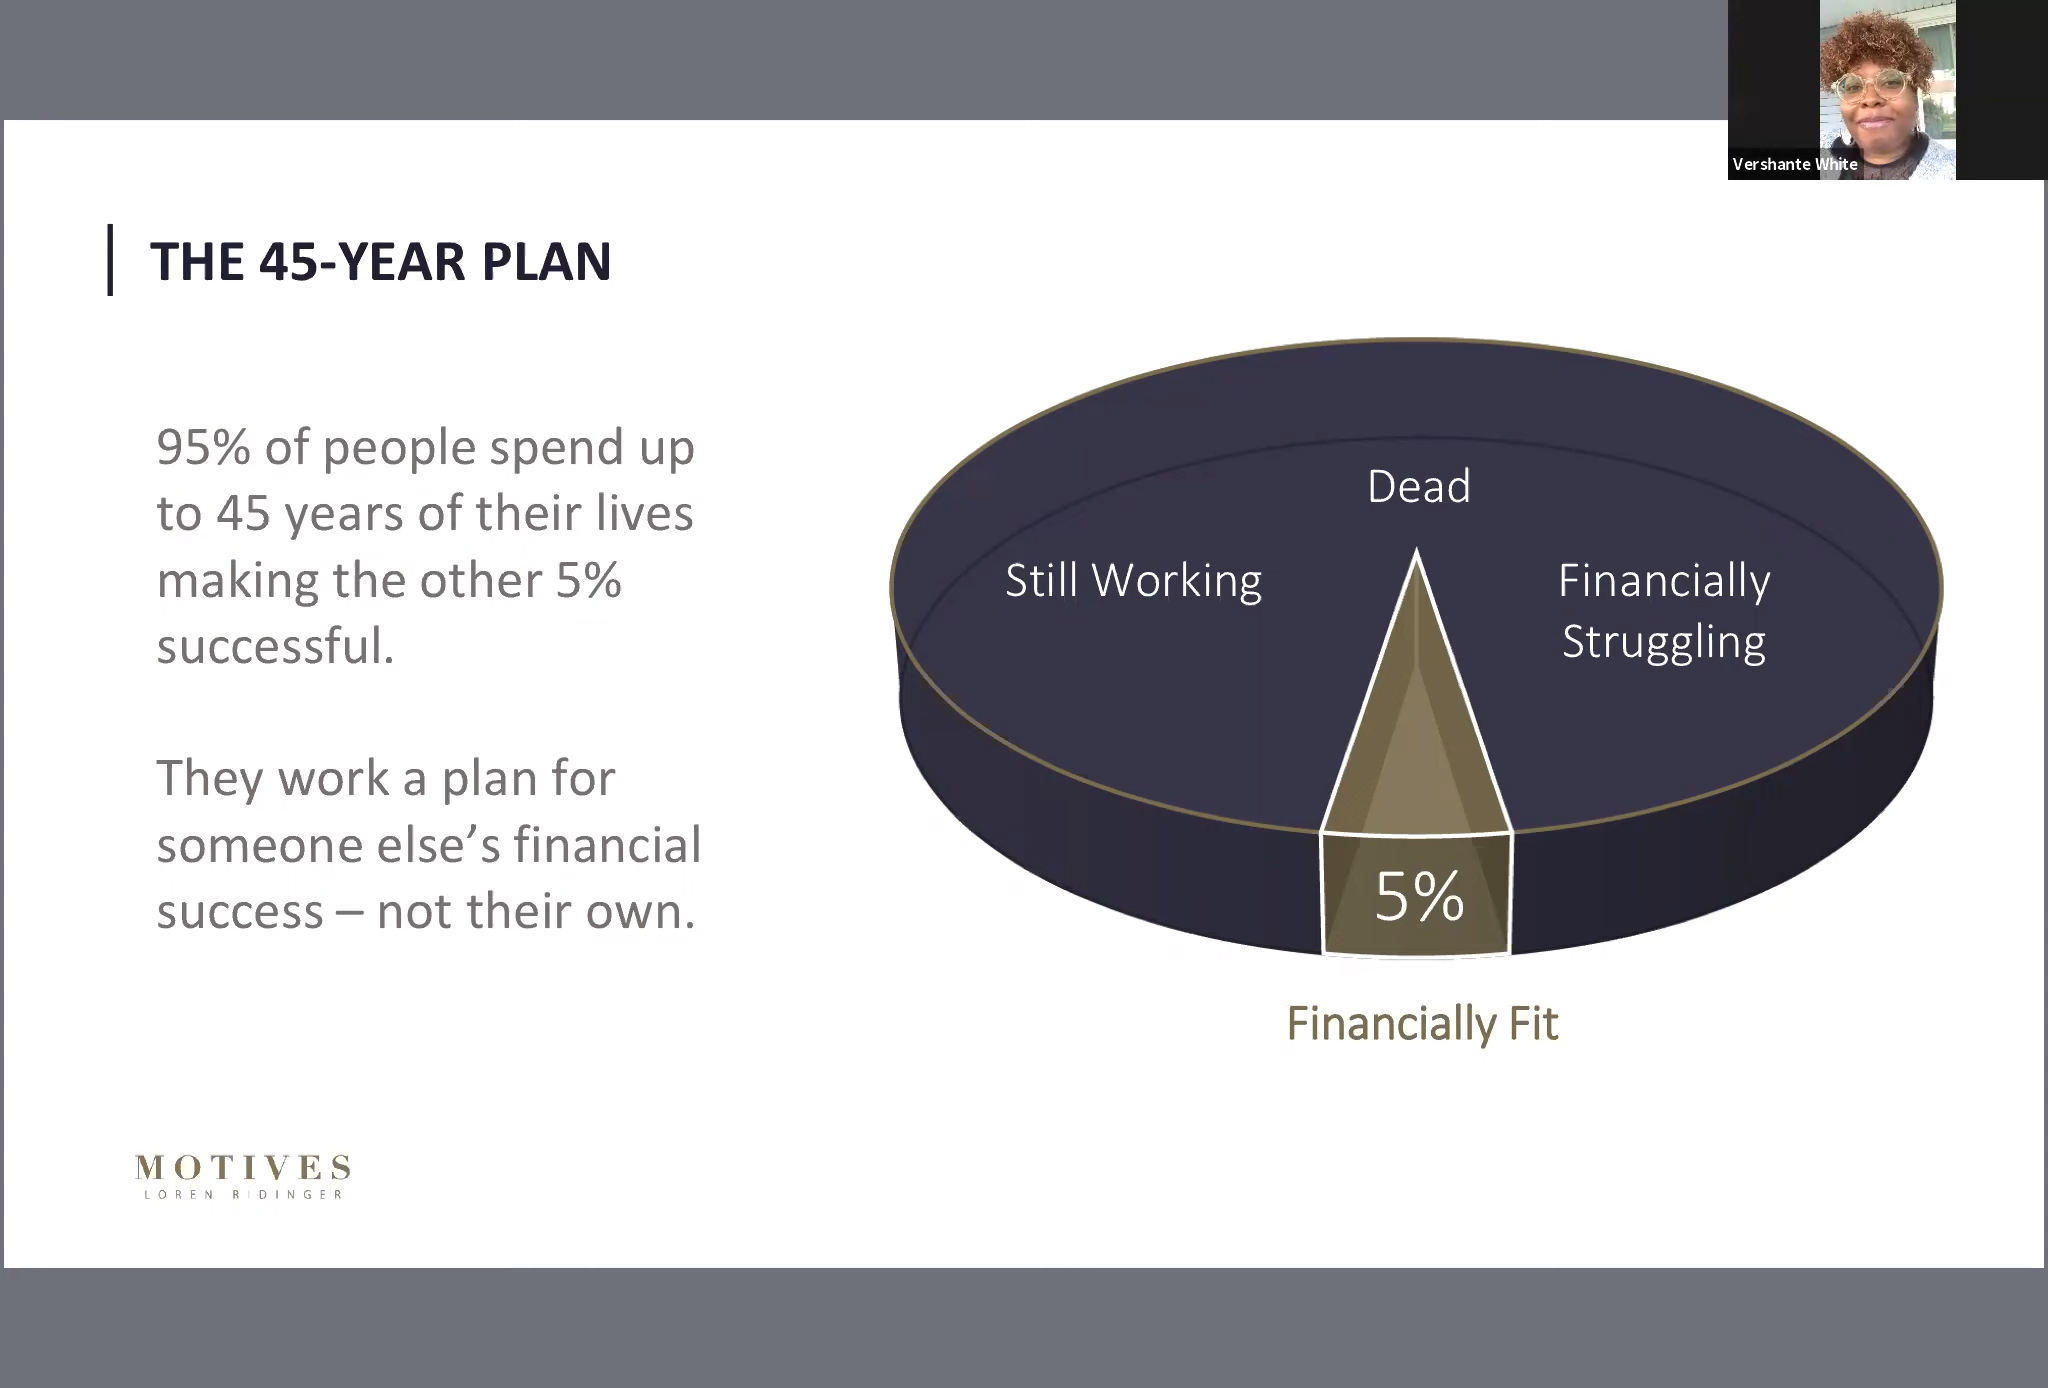 Vershante White
THE 45-YEAR PLAN
95% of people spend up
to 45 years of their lives
making the other 5%
successful.
They work a plan for
someone else’s financial
success – not their own.
Dead
Still Working
Financially
Struggling
5%
Financially Fit
MOTIVES
LOREN RIDINGER